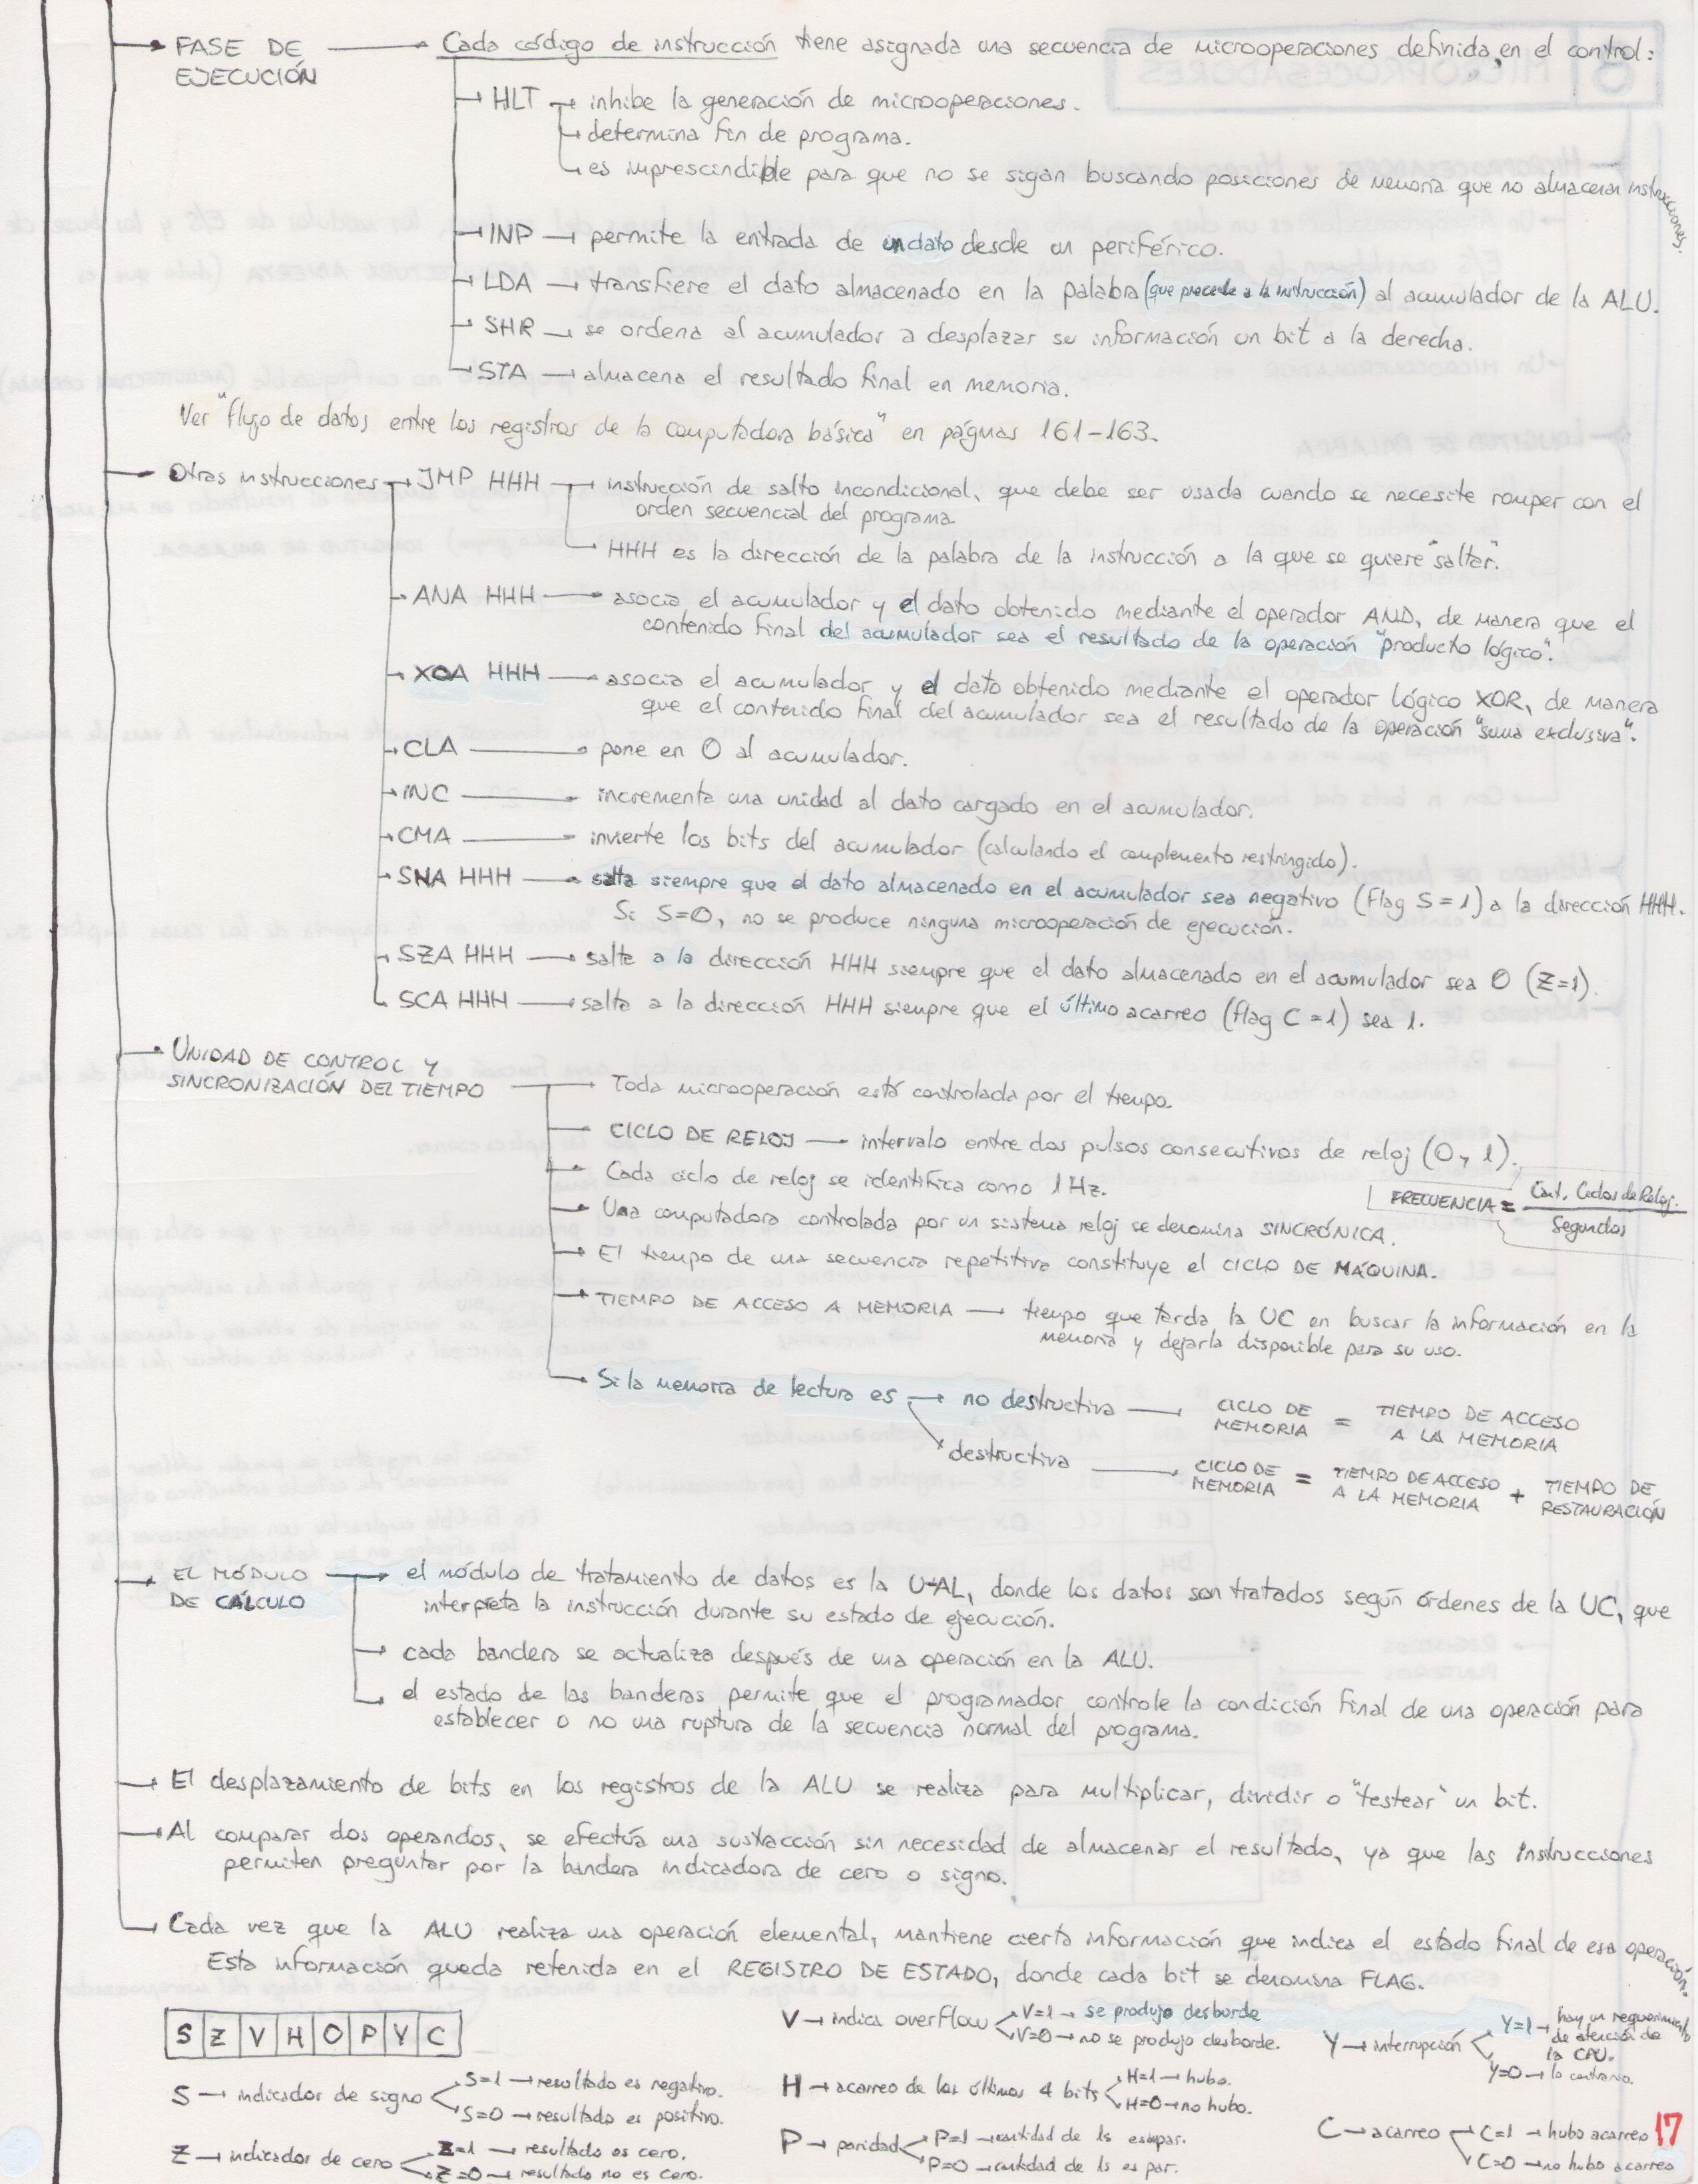 FASE DE EJECUCIÓN → Cada código de instrucción tiene asignada una secuencia de microoperaciones definida, en el control:
HLT → inhibe la generación de microoperaciones.
→ determina fin de programa.
→ es imprescindible para que no se sigan buscando posiciones de memoria que no almacenan instrucciones.
INP → permite la entrada de un dato desde un periférico.
LDA → transfiere el dato almacenado en la palabra (que precede a la instrucción) al acumulador de la ALU.
SHR → se ordena al acumulador a desplazar su información un bit a la derecha.
STA → almacena el resultado final en memoria.
Ver "flujo de datos entre los registros de la computadora básica" en páginas 161-163.
Otras instrucciones → JMP HHH → instrucción de salto incondicional, que debe ser usada cuando se necesite romper con el
orden secuencial del programa
→ HHH es la dirección de la palabra de la instrucción a la que se quiere "saltar".
ANA HHH → asocia el acumulador y el dato obtenido mediante el operador AND, de manera que el
contenido final del acumulador sea el resultado de la operación "producto lógico".
XOA HHH → asocia el acumulador y el dato obtenido mediante el operador lógico XOR, de manera
que el contenido final del acumulador sea el resultado de la operación "suma exclusiva".
CLA → pone en 0 al acumulador.
INC → incrementa una unidad al dato cargado en el acumulador.
CMA → invierte los bits del acumulador (calculando el complemento restringido).
SNA HHH → salta siempre que el dato almacenado en el acumulador sea negativo (Flag S=1) a la dirección HHH.
Si S=0, no se produce ninguna microoperación de ejecución.
SZA HHH → salta a la dirección HHH siempre que el dato almacenado en el acumulador sea 0 (Z=1).
SCA HHH → salta a la dirección HHH siempre que el último acarreo (flag C=1) sea 1.
UNIDAD DE CONTROL Y
SINCRONIZACIÓN DEL TIEMPO → Toda microoperación está controlada por el tiempo.
CICLO DE RELOJ → intervalo entre dos pulsos consecutivos de reloj (0 y 1).
Cada ciclo de reloj se identifica como 1 Hz.
FRECUENCIA = Cant. Ciclos de Reloj / Segundos
Una computadora controlada por un sistema reloj se denomina SINCRÓNICA.
El tiempo de una secuencia repetitiva constituye el CICLO DE MÁQUINA.
TIEMPO DE ACCESO A MEMORIA → tiempo que tarda la UC en buscar la información en la
memoria y dejarla disponible para su uso.
Si la memoria de lectura es → no destructiva → CICLO DE MEMORIA = TIEMPO DE ACCESO A LA MEMORIA
destructiva → CICLO DE MEMORIA = TIEMPO DE ACCESO A LA MEMORIA + TIEMPO DE RESTAURACIÓN
EL MÓDULO DE CÁLCULO → el módulo de tratamiento de datos es la UAL, donde los datos son tratados según órdenes de la UC, que
interpreta la instrucción durante su estado de ejecución.
cada bandera se actualiza después de una operación en la ALU.
el estado de las banderas permite que el programador controle la condición final de una operación para
establecer o no una ruptura de la secuencia normal del programa.
El desplazamiento de bits en los registros de la ALU se realiza para multiplicar, dividir o "testear" un bit.
Al comparar dos operandos, se efectúa una sustracción sin necesidad de almacenar el resultado, ya que las instrucciones
permiten preguntar por la bandera indicadora de cero o signo.
Cada vez que la ALU realiza una operación elemental, mantiene cierta información que indica el estado final de esa operación.
Esta información queda retenida en el REGISTRO DE ESTADO, donde cada bit se denomina FLAG.
S Z V H O P Y C
S → indicador de signo S=1 → resultado es negativo.
S=0 → resultado es positivo.
Z → indicador de cero Z=1 → resultado es cero.
Z=0 → resultado no es cero.
V → indica overflow V=1 → se produjo desborde
V=0 → no se produjo desborde.
H → acarreo de los últimos 4 bits H=1 → hubo.
H=0 → no hubo.
P → paridad P=1 → cantidad de 1s es impar.
P=0 → cantidad de 1s es par.
Y → interrupción Y=1 → hay un requerimiento
de atención de
la CPU.
Y=0 → lo contrario.
C → acarreo C=1 → hubo acarreo
C=0 → no hubo acarreo
17